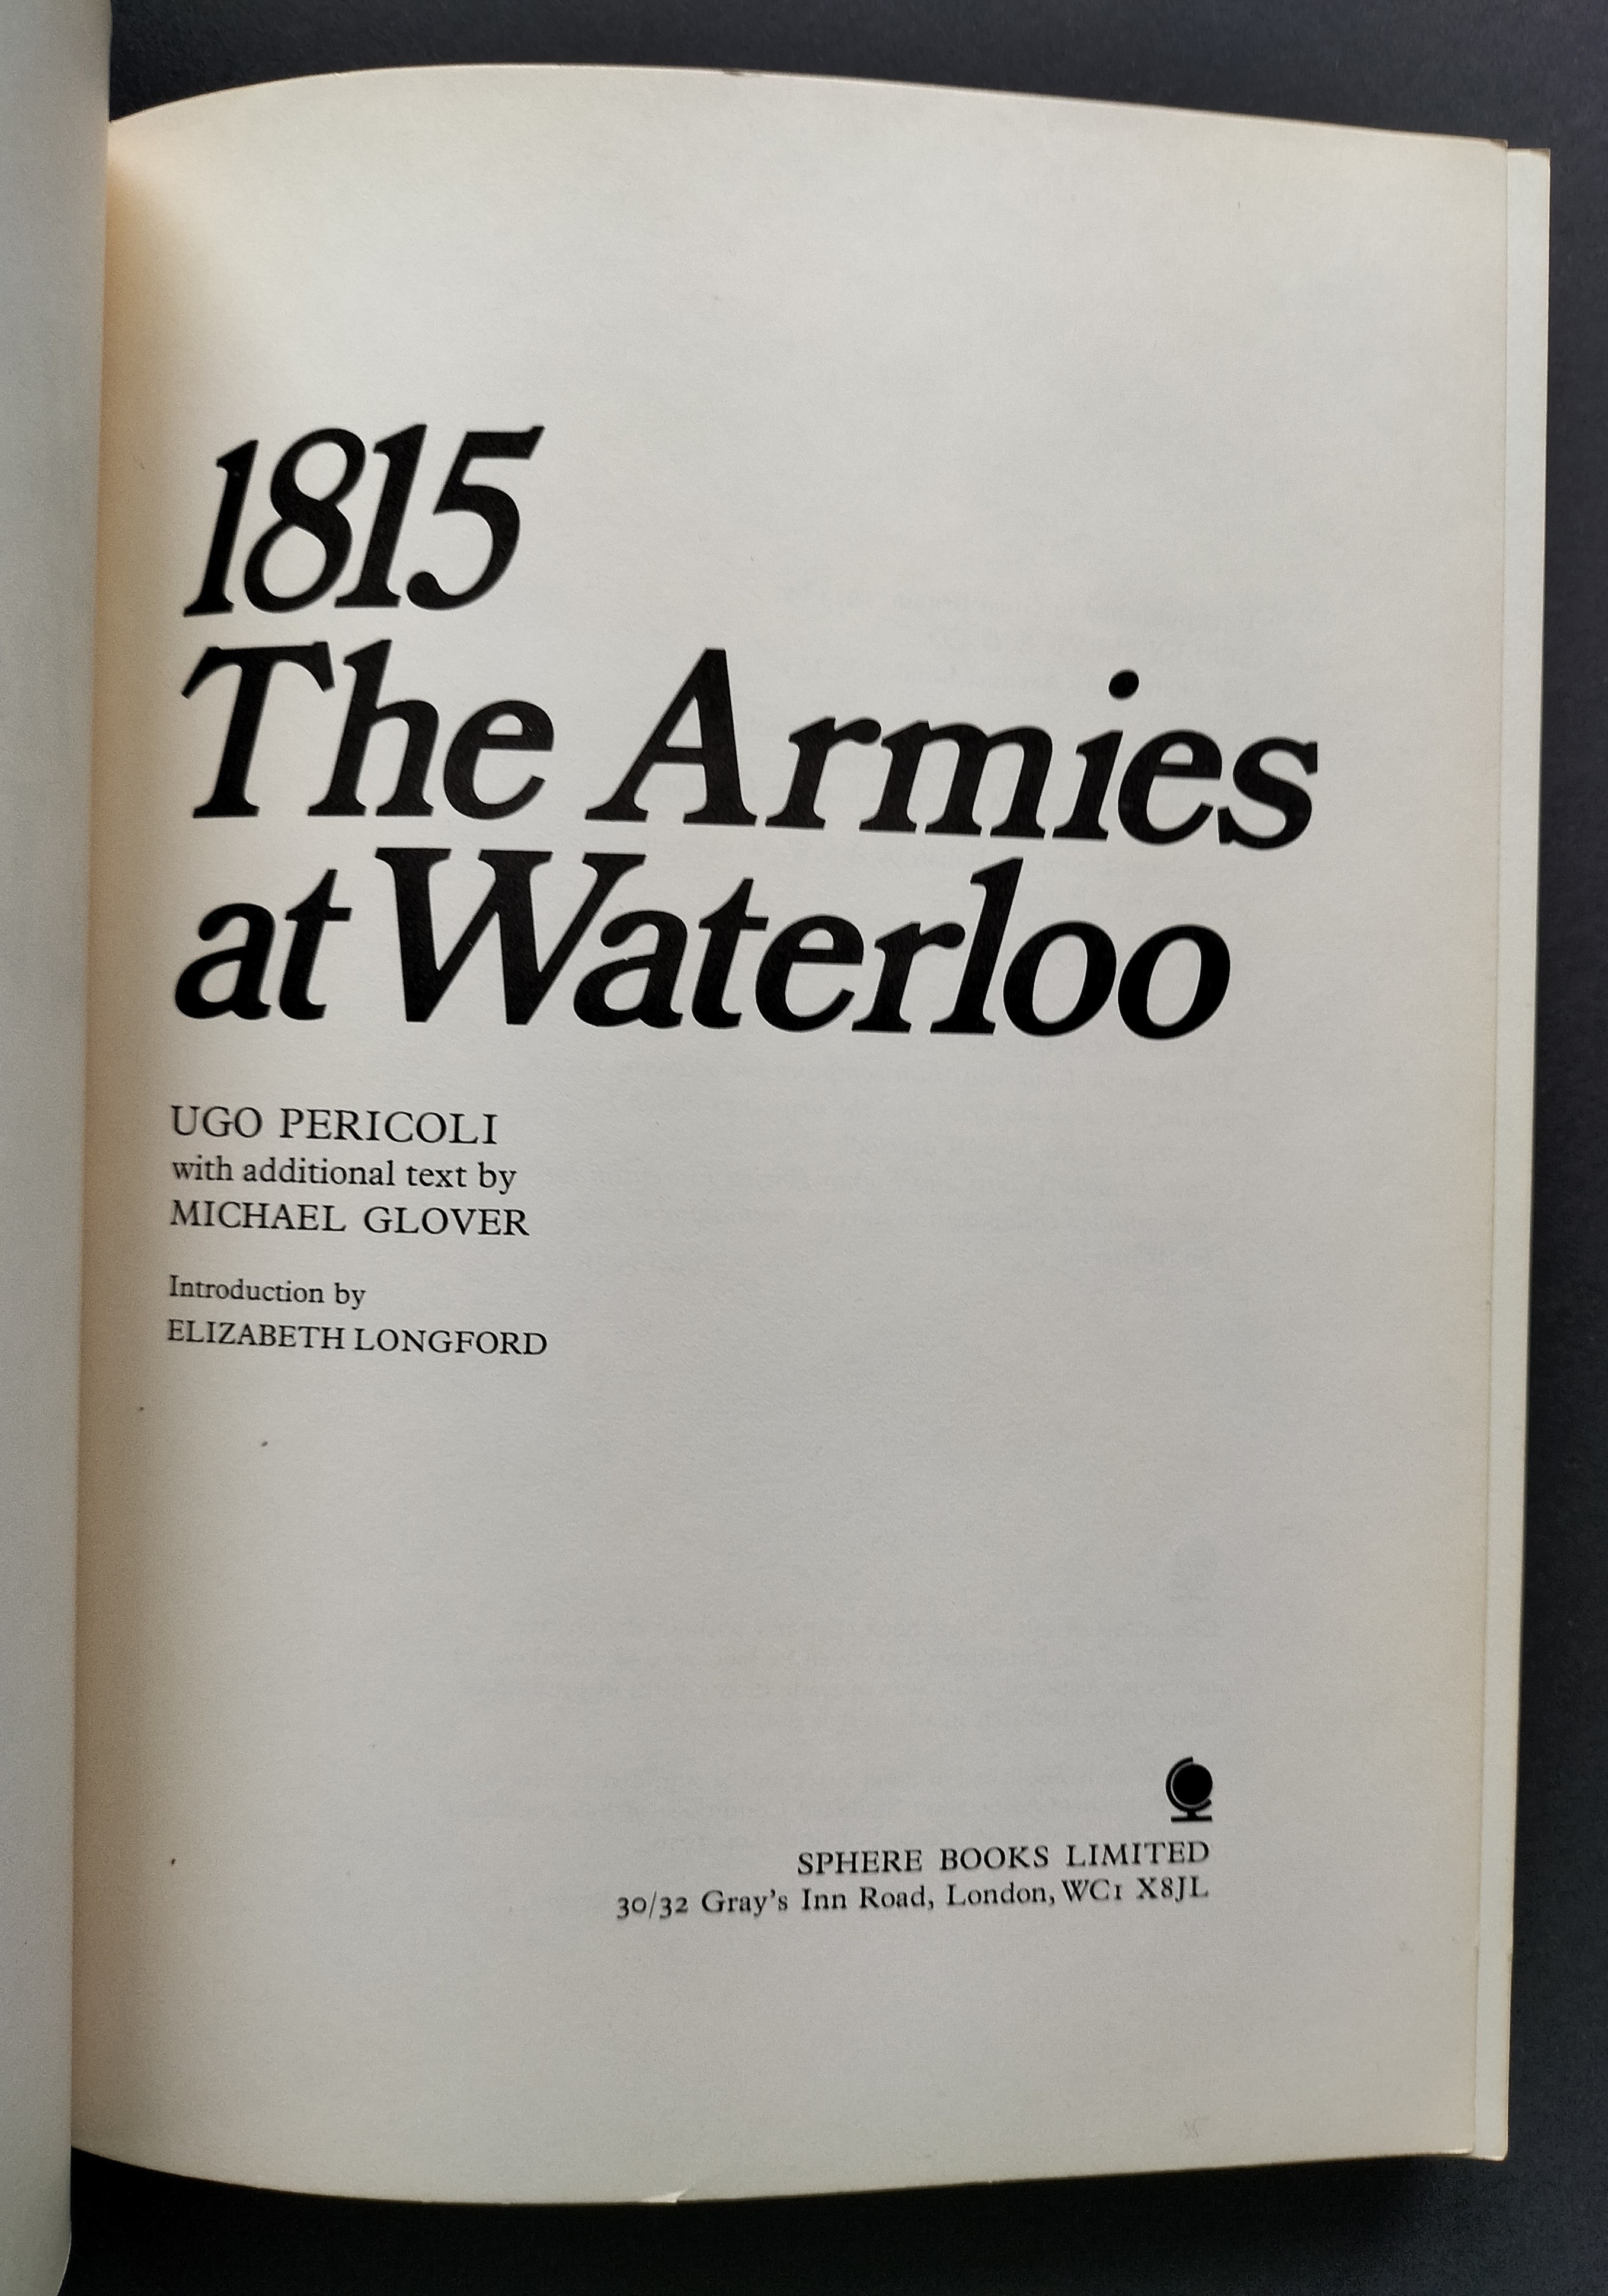 1815
The Armies
at Waterloo
UGO PERICOLI
with additional text by
MICHAEL GLOVER
Introduction by
ELIZABETH LONGFORD
SPHERE BOOKS LIMITED
30/32 Gray's Inn Road, London, WC1 X8JL